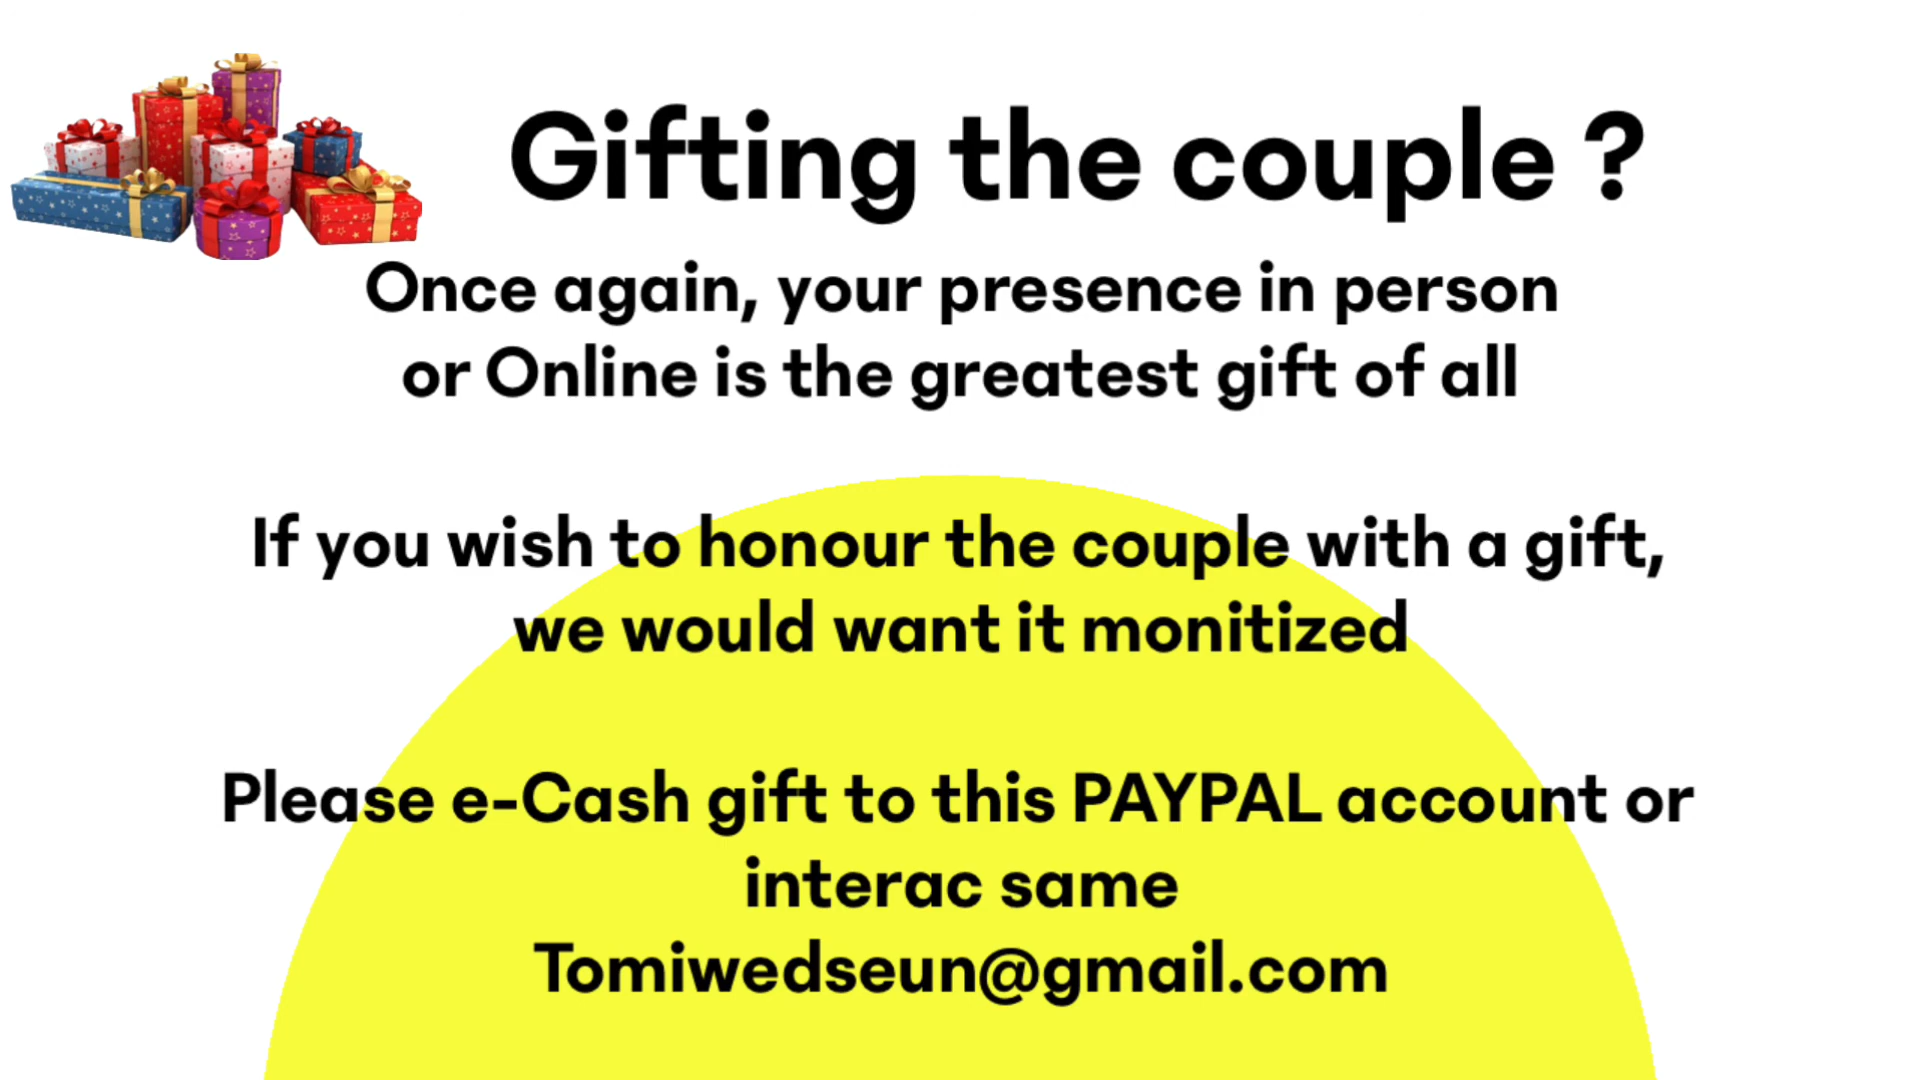 Gifting the couple ?
Once again, your presence in person
or Online is the greatest gift of all
If you wish to honour the couple with a gift,
we would want it monitized
Please e-Cash gift to this PAYPAL account or
interac same
Tomiwedseun@gmail.com